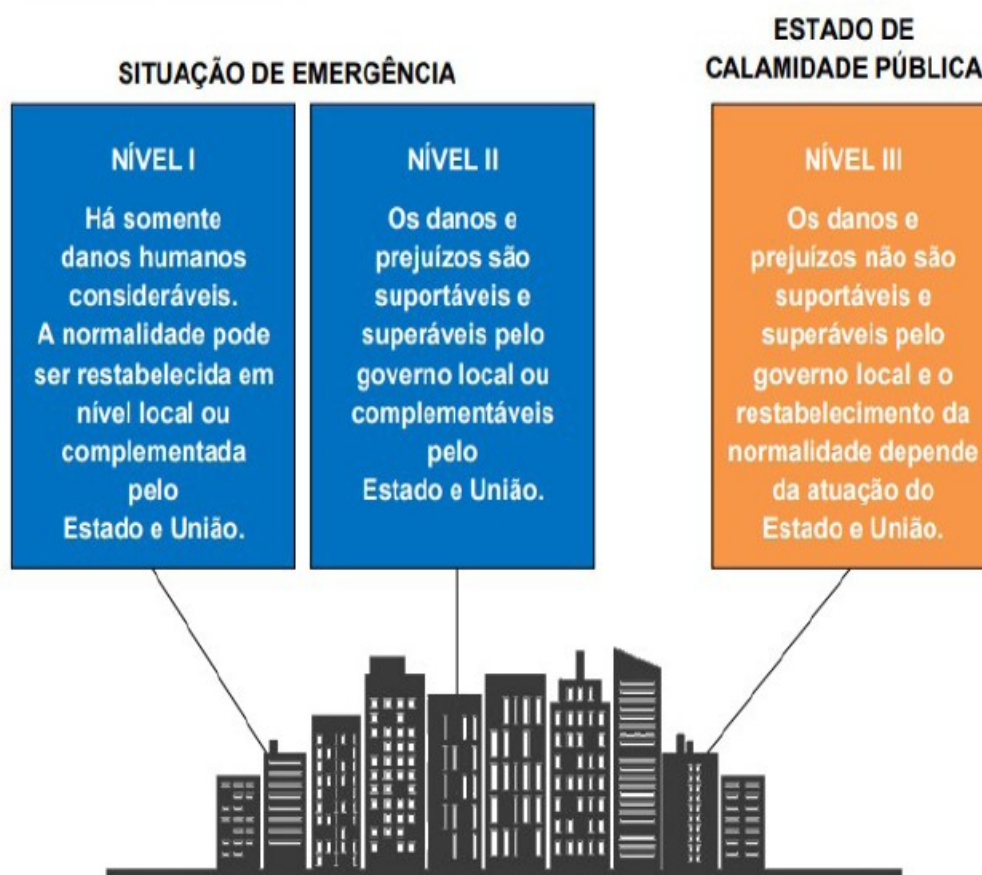 SITUAÇÃO DE EMERGÊNCIA
NÍVEL I
Há somente
danos humanos
consideráveis.
A normalidade pode
ser restabelecida em
nível local ou
complementada
pelo
Estado e União.
NÍVEL II
Os danos e
prejuízos são
suportáveis e
superáveis pelo
governo local ou
complementáveis
pelo
Estado e União.
ESTADO DE
CALAMIDADE PÚBLICA
NÍVEL III
Os danos e
prejuízos não são
suportáveis e
superáveis pelo
governo local e o
restabelecimento da
normalidade depende
da atuação do
Estado e União.